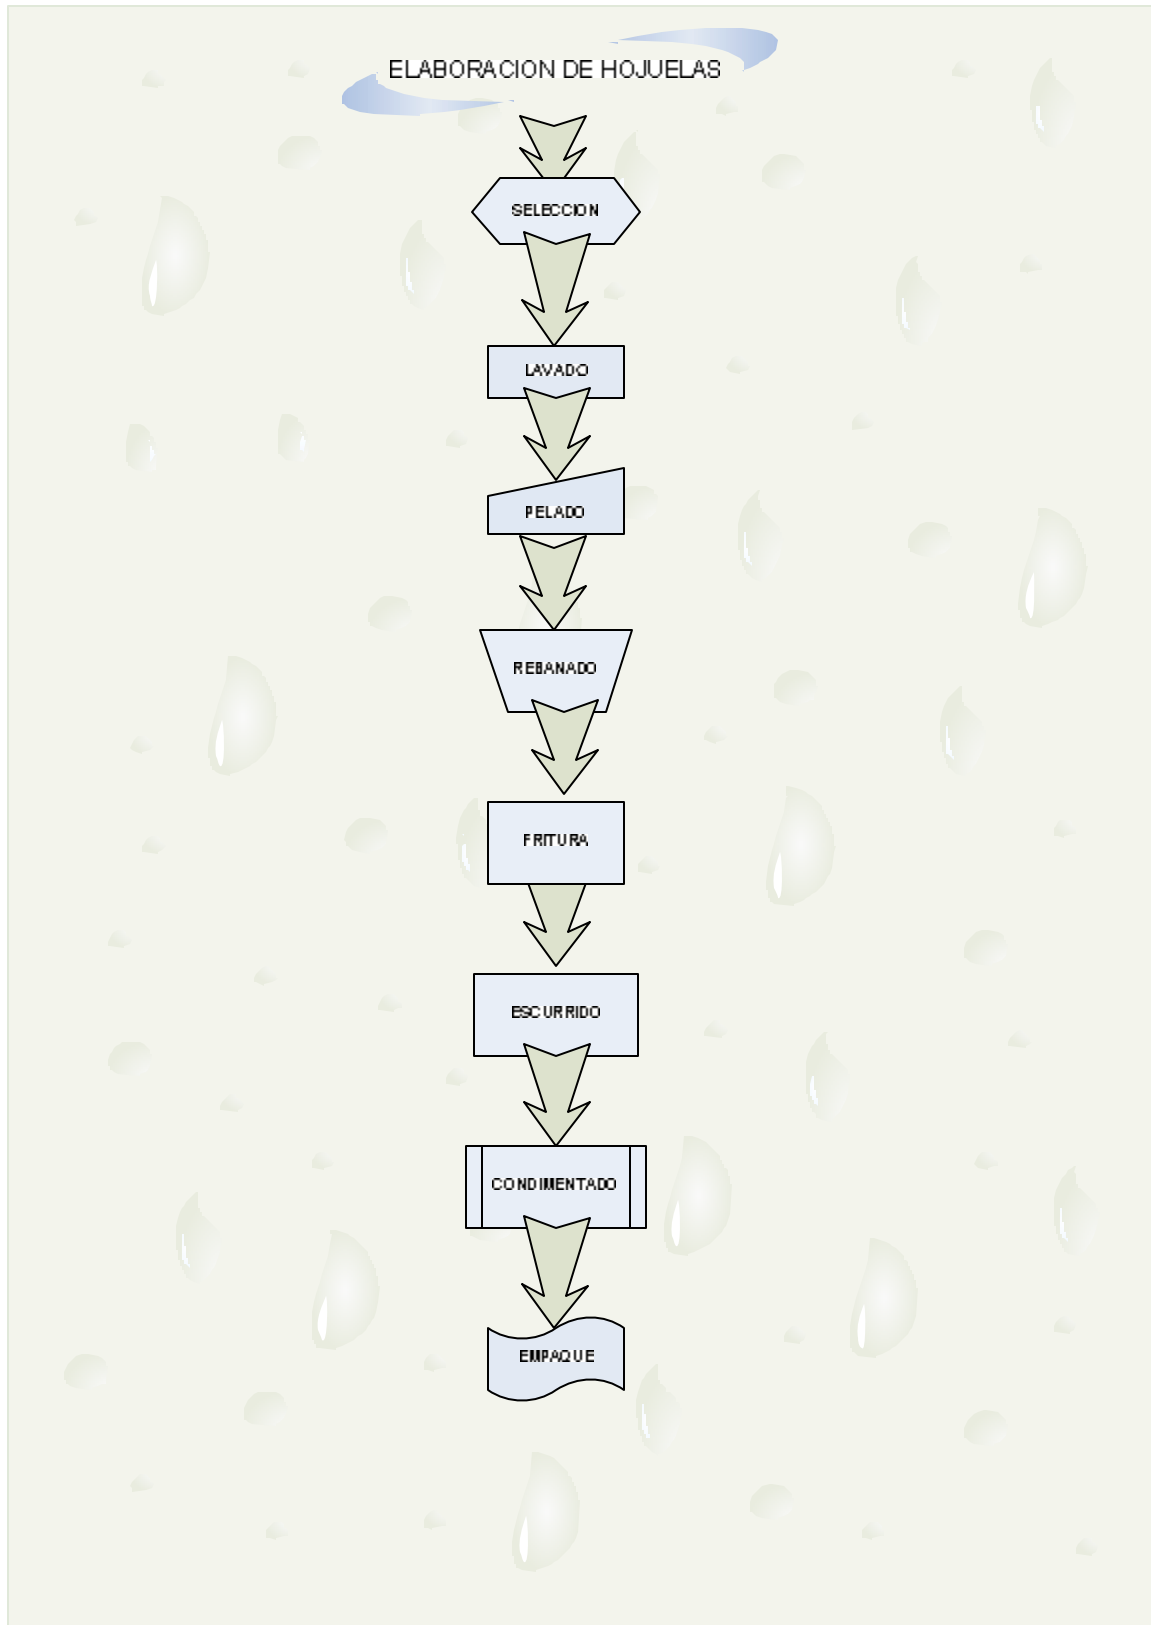 ELABORACION DE HOJUELAS
SELECCION
LAVADO
PELADO
REBANADO
FRITURA
ESCURRIDO
CONDIMENTADO
EMPAQUE